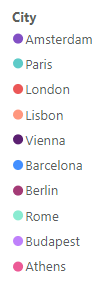 City
Amsterdam
Paris
London
Lisbon
Vienna
Barcelona
Berlin
Rome
Budapest
Athens